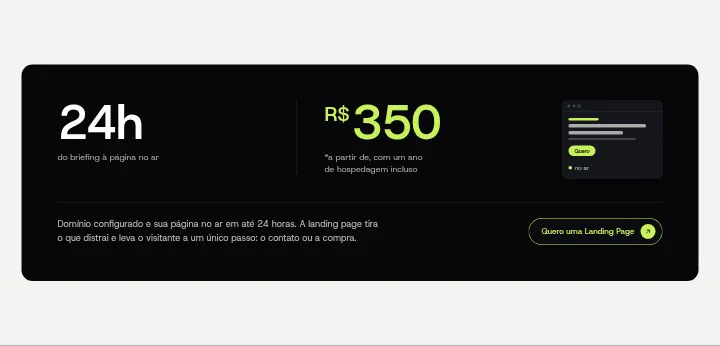 24h
do briefing à página no ar
R$350
*a partir de, com um ano
de hospedagem incluso
Quero
no ar
Domínio configurado e sua página no ar em até 24 horas. A landing page tira
o que distrai e leva o visitante a um único passo: o contato ou a compra.
Quero uma Landing Page